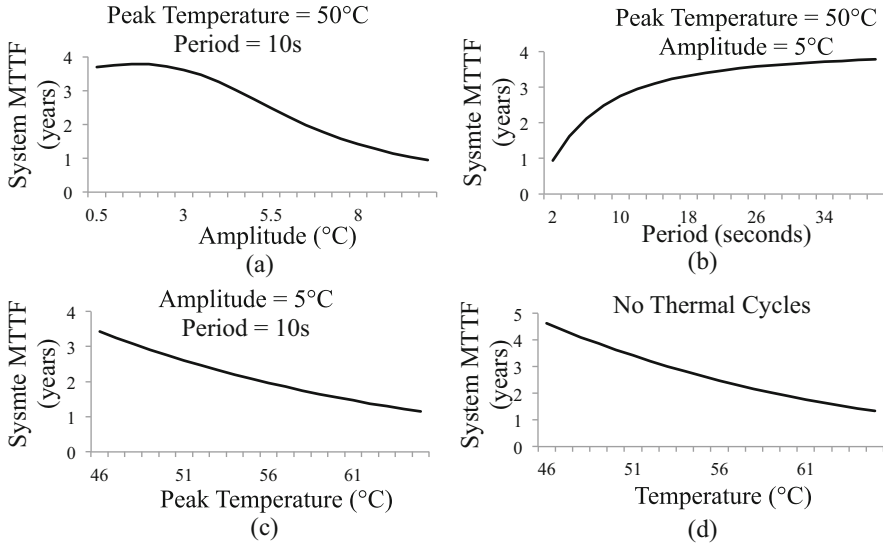 Peak Temperature = 50°C
Period = 10s
System MTTF
(years)
4
3
2
1
0
0.5 3 5.5 8
Amplitude (°C)
(a)
Peak Temperature = 50°C
Amplitude = 5°C
Sysmte MTTF
(years)
4
3
2
1
0
2 10 18 26 34
Period (seconds)
(b)
Amplitude = 5°C
Period = 10s
Sysmte MTTF
(years)
4
3
2
1
0
46 51 56 61
Peak Temperature (°C)
(c)
No Thermal Cycles
System MTTF
(years)
5
4
3
2
1
0
46 51 56 61
Temperature (°C)
(d)